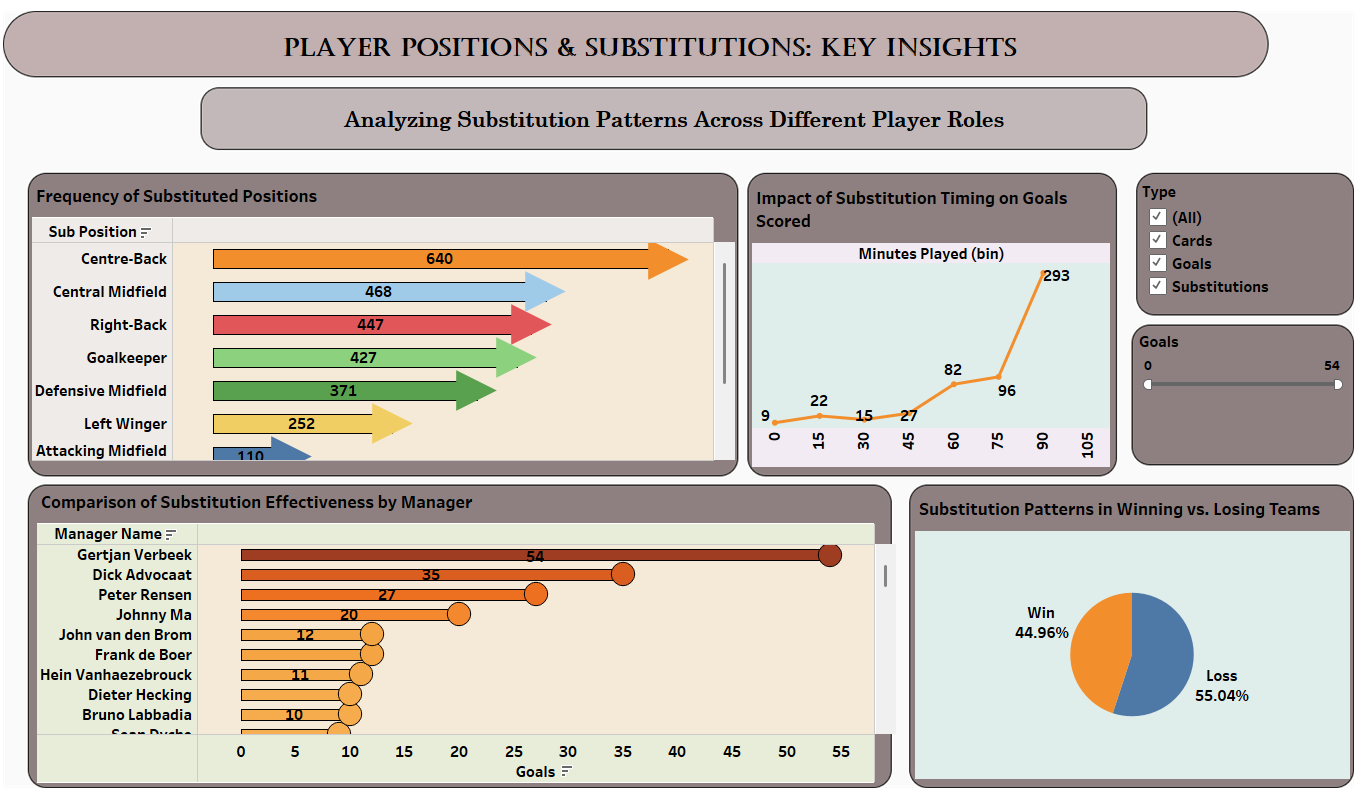 PLAYER POSITIONS & SUBSTITUTIONS: KEY INSIGHTS
Analyzing Substitution Patterns Across Different Player Roles
Frequency of Substituted Positions
Sub Position
Centre-Back 640
Central Midfield 468
Right-Back 447
Goalkeeper 427
Defensive Midfield 371
Left Winger 252
Attacking Midfield 110
Impact of Substitution Timing on Goals
Scored
Minutes Played (bin)
9 22 15 27 82 96 293
0 15 30 45 60 75 90 105
Type
(All)
Cards
Goals
Substitutions
Goals
0 54
Comparison of Substitution Effectiveness by Manager
Manager Name
Gertjan Verbeek 54
Dick Advocaat 35
Peter Rensen 27
Johnny Ma 20
John van den Brom 12
Frank de Boer
Hein Vanhaezebrouck 11
Dieter Hecking
Bruno Labbadia 10
Sean Dyche
0 5 10 15 20 25 30 35 40 45 50 55
Goals
Substitution Patterns in Winning vs. Losing Teams
Win
44.96%
Loss
55.04%